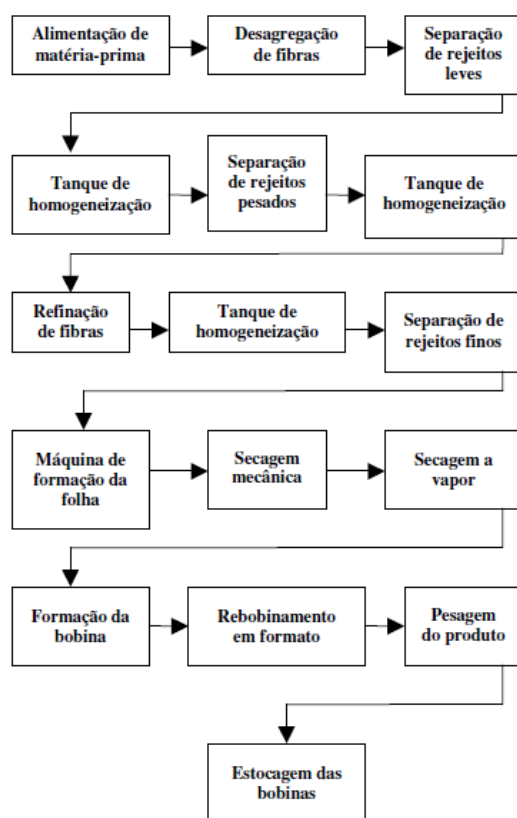 Alimentação de
matéria-prima
Desagregação
de fibras
Separação
de rejeitos
leves
Tanque de
homogeneização
Separação
de rejeitos
pesados
Tanque de
homogeneização
Refinação
de fibras
Tanque de
homogeneização
Separação de
rejeitos finos
Máquina de
formação da
folha
Secagem
mecânica
Secagem a
vapor
Formação da
bobina
Rebobinamento
em formato
Pesagem
do produto
Estocagem das
bobinas